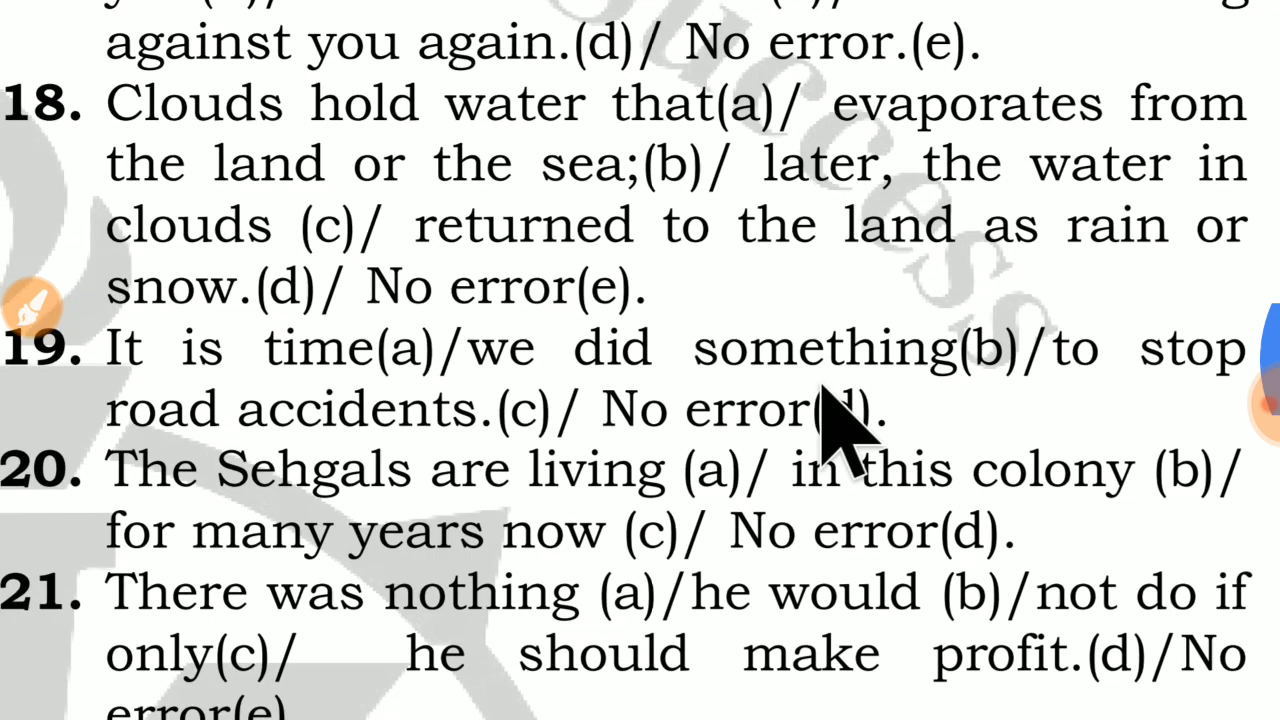 against you again.(d)/ No error.(e).
18. Clouds hold water that(a)/ evaporates from
the land or the sea;(b)/ later, the water in
clouds (c)/ returned to the land as rain or
snow.(d)/ No error(e).
19. It is time(a)/we did something(b)/to stop
road accidents.(c)/ No error(d).
20. The Sehgals are living (a)/ in this colony (b)/
for many years now (c)/ No error(d).
21. There was nothing (a)/he would (b)/not do if
only(c)/ he should make profit.(d)/No
error(e)
Success